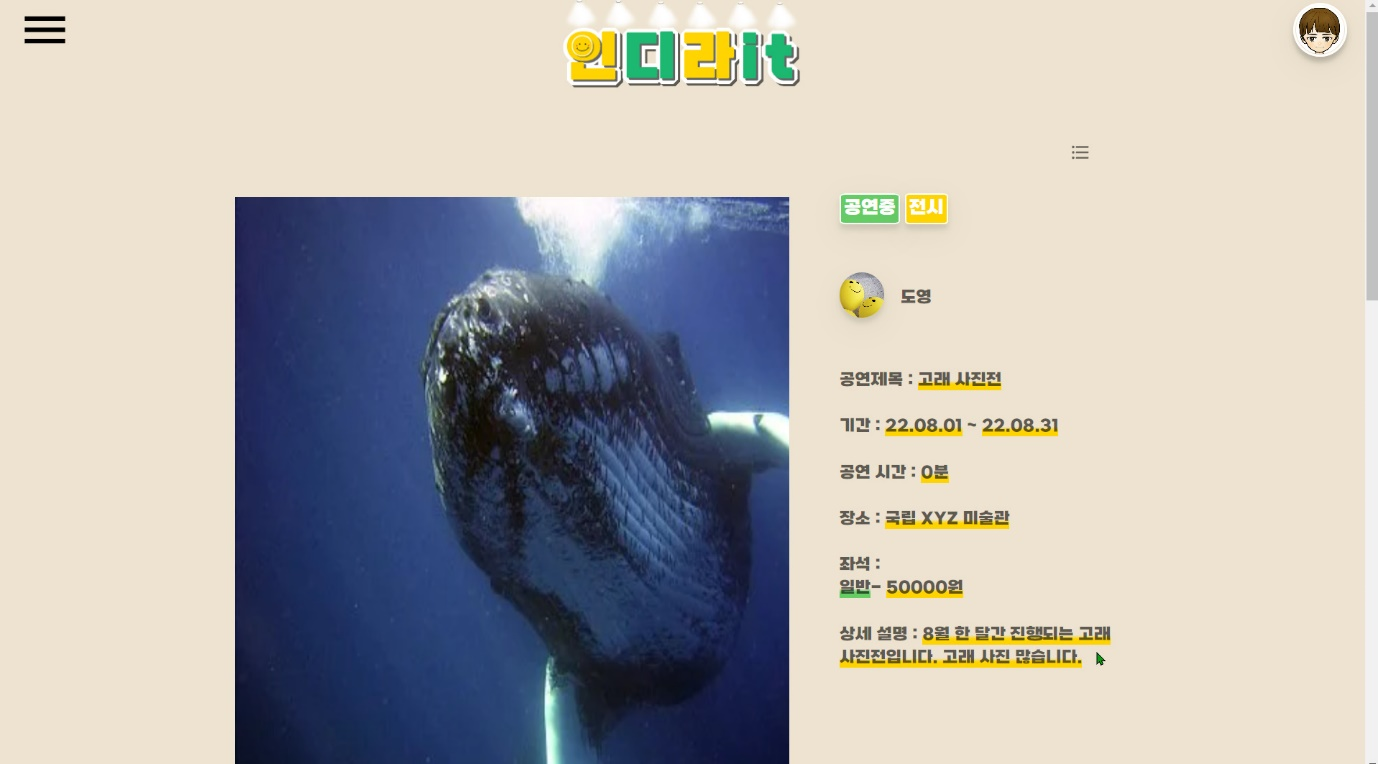 인디라it
공연중 전시
도영
공연제목 : 고래 사진전
기간 : 22.08.01 ~ 22.08.31
공연 시간 : 0분
장소 : 국립 XYZ 미술관
좌석 :
일반- 50000원
상세 설명 : 8월 한 달간 진행되는 고래
사진전입니다. 고래 사진 많습니다.